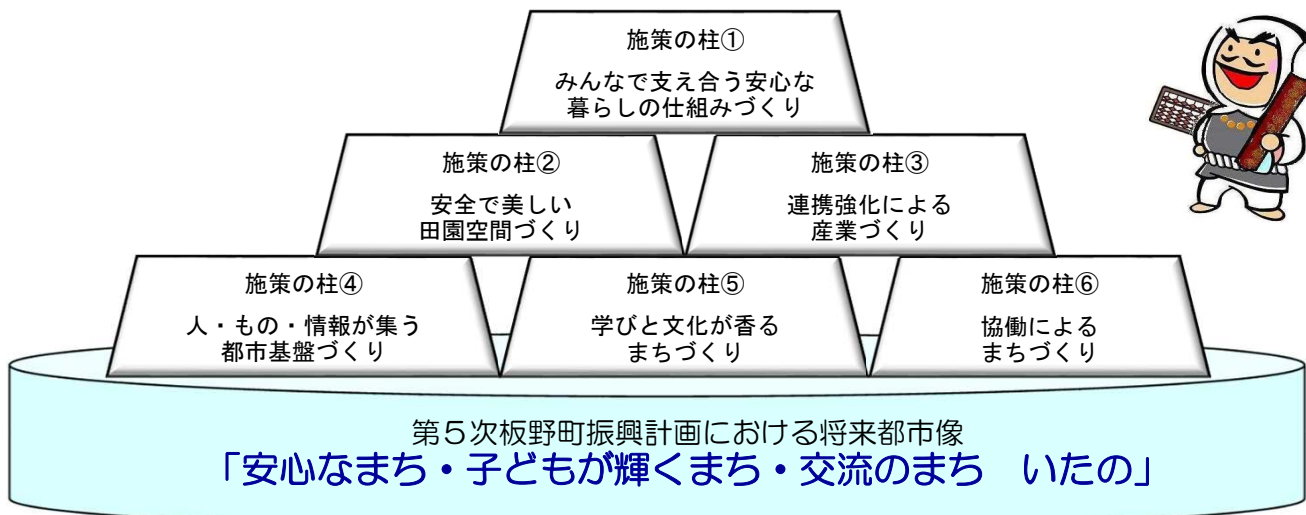 施策の柱①
みんなで支え合う安心な
暮らしの仕組みづくり
施策の柱②
安全で美しい
田園空間づくり
施策の柱③
連携強化による
産業づくり
施策の柱④
人・もの・情報が集う
都市基盤づくり
施策の柱⑤
学びと文化が香る
まちづくり
施策の柱⑥
協働による
まちづくり
第5次板野町振興計画における将来都市像
「安心なまち・子どもが輝くまち・交流のまち　いたの」